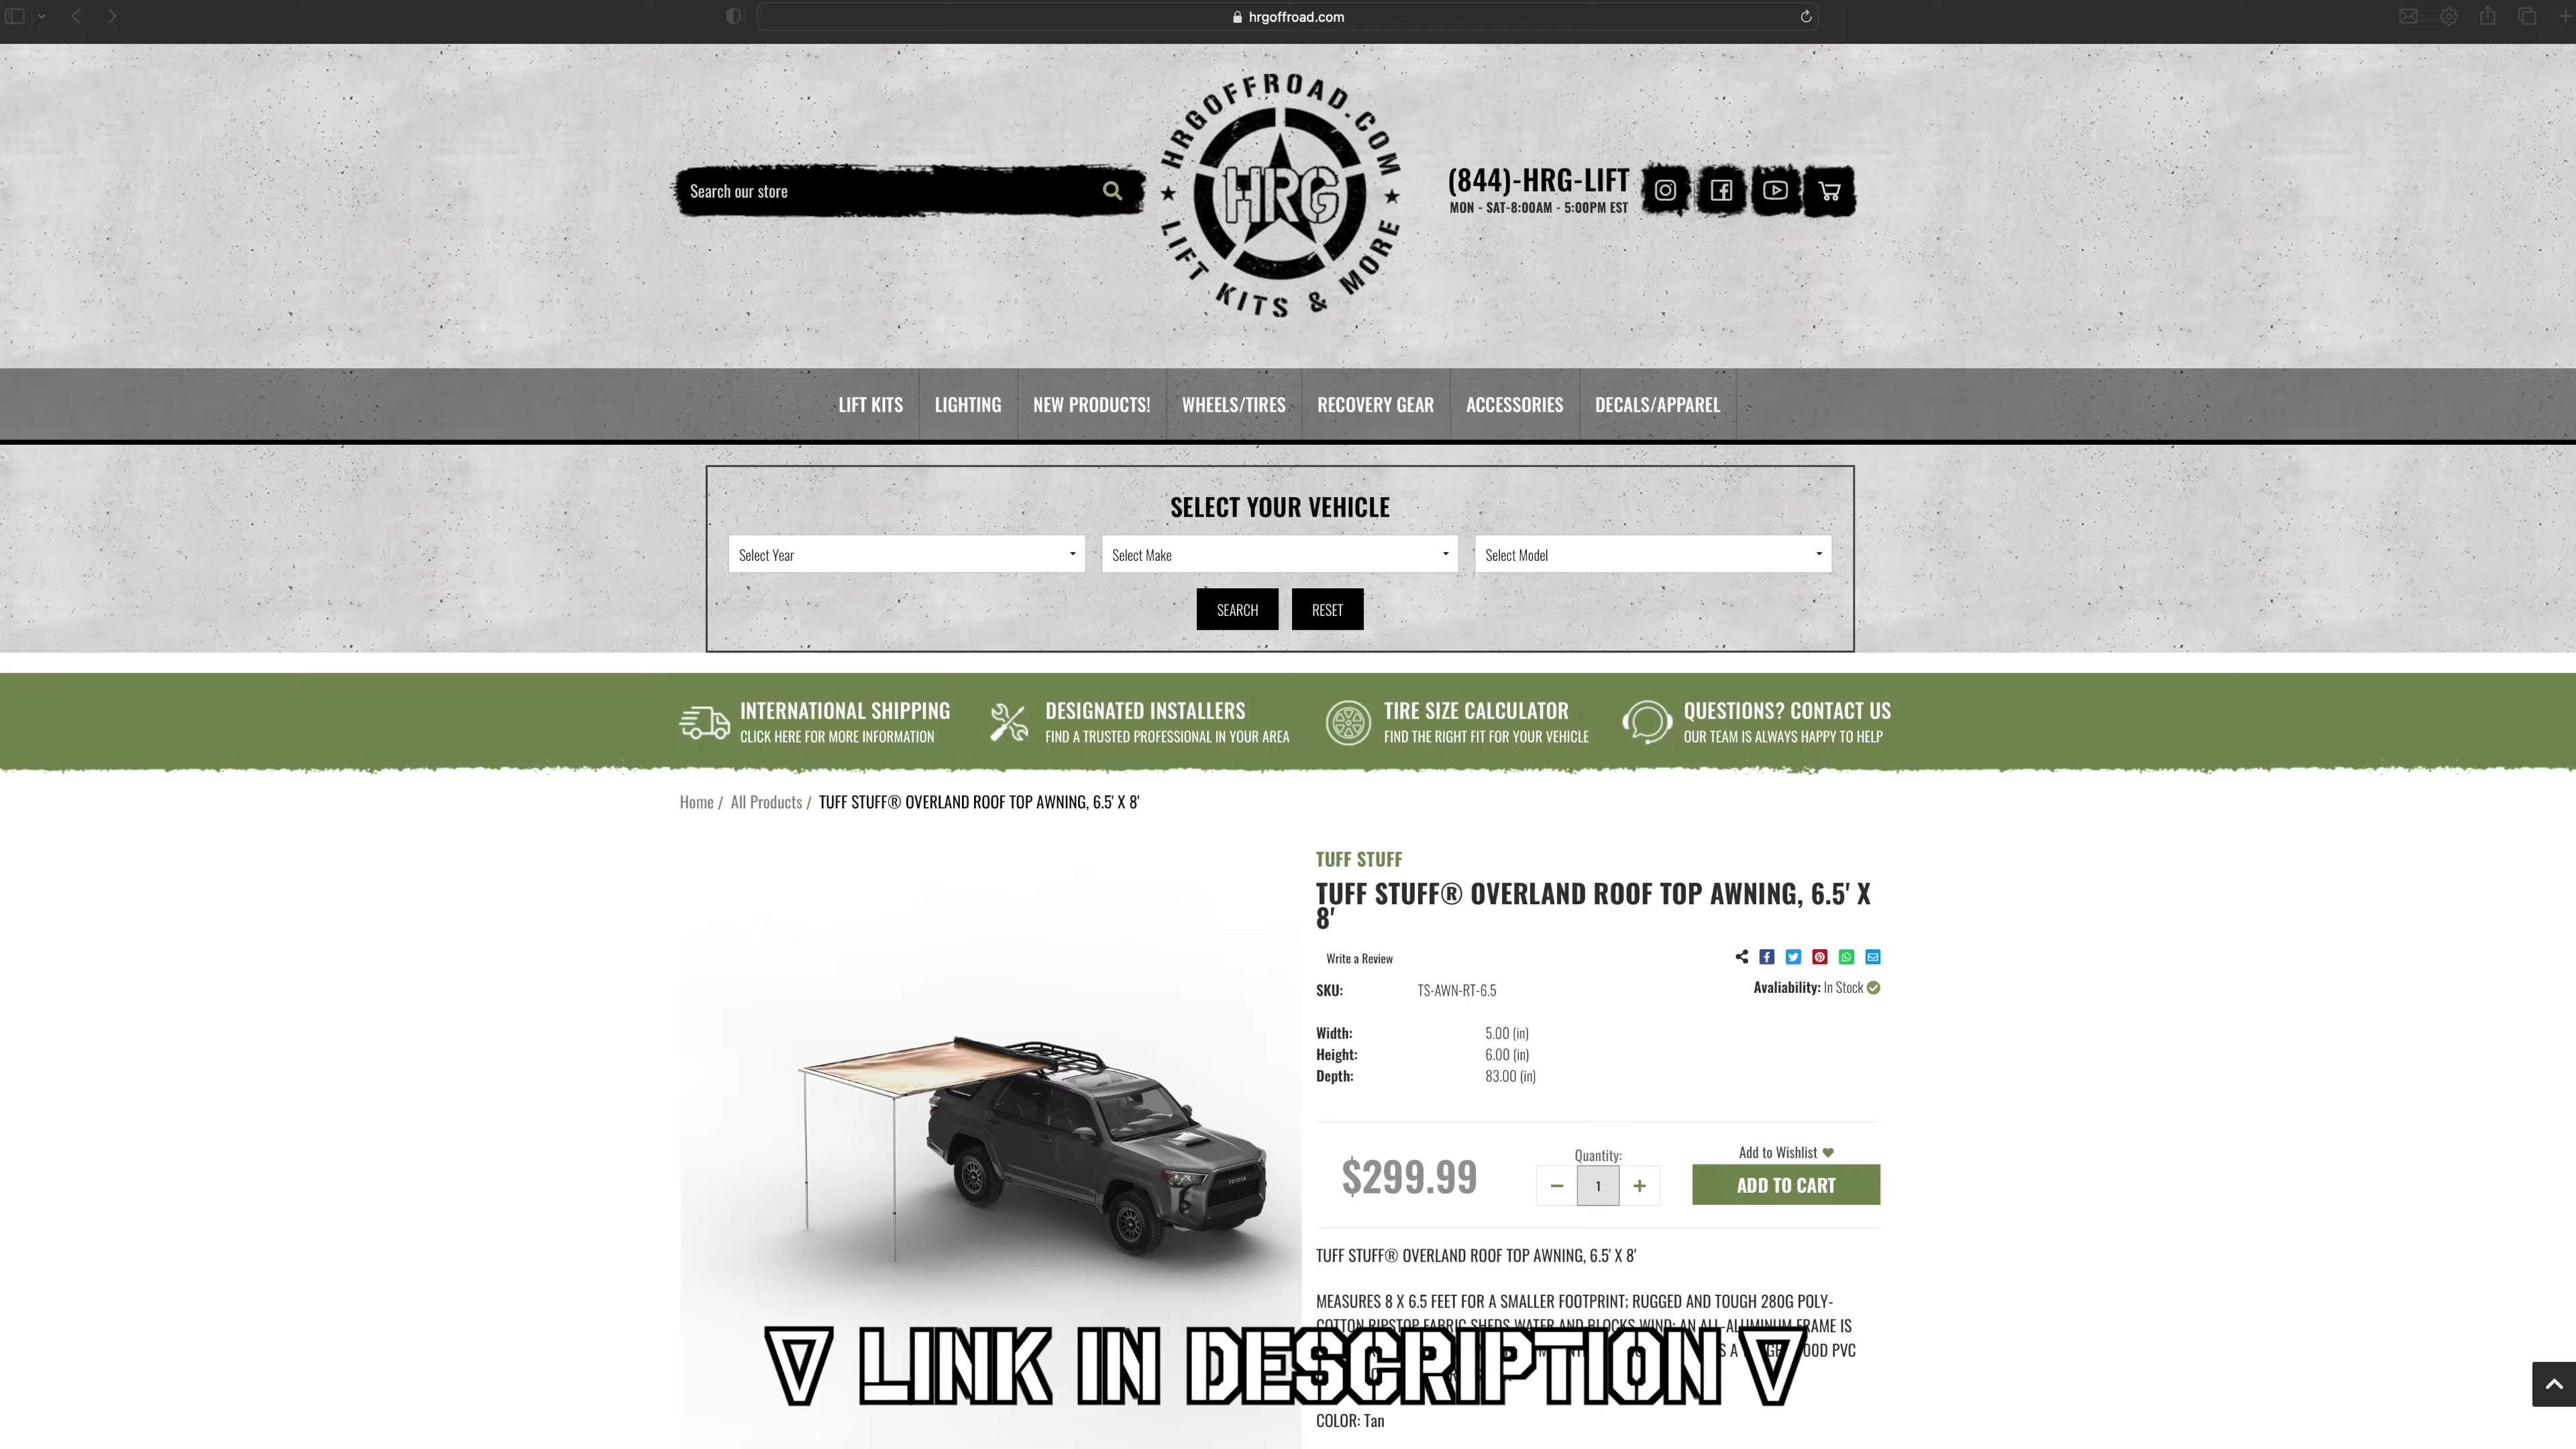 hrgoffroad.com
Search our store
HRGOFFROAD.COM
HRG
LIFT KITS & MORE
(844)-HRG-LIFT
MON - SAT-8:00AM - 5:00PM EST
LIFT KITS LIGHTING NEW PRODUCTS! WHEELS/TIRES RECOVERY GEAR ACCESSORIES DECALS/APPAREL
SELECT YOUR VEHICLE
Select Year Select Make Select Model
SEARCH RESET
INTERNATIONAL SHIPPING
CLICK HERE FOR MORE INFORMATION
DESIGNATED INSTALLERS
FIND A TRUSTED PROFESSIONAL IN YOUR AREA
TIRE SIZE CALCULATOR
FIND THE RIGHT FIT FOR YOUR VEHICLE
QUESTIONS? CONTACT US
OUR TEAM IS ALWAYS HAPPY TO HELP
Home / All Products / TUFF STUFF® OVERLAND ROOF TOP AWNING, 6.5' X 8'
TUFF STUFF
TUFF STUFF® OVERLAND ROOF TOP AWNING, 6.5' X
8'
Write a Review
SKU: TS-AWN-RT-6.5
Avaliability: In Stock
Width: 5.00 (in)
Height: 6.00 (in)
Depth: 83.00 (in)
TOYOTA
$299.99
Quantity:
1
Add to Wishlist
ADD TO CART
TUFF STUFF® OVERLAND ROOF TOP AWNING, 6.5' X 8'
MEASURES 8 X 6.5 FEET FOR A SMALLER FOOTPRINT; RUGGED AND TOUGH 280G POLY-
COTTON RIPSTOP FABRIC SHEDS WATER AND BLOCKS WIND; AN ALL-ALUMINUM FRAME IS
A PVC
LINK IN DESCRIPTION
COLOR: Tan